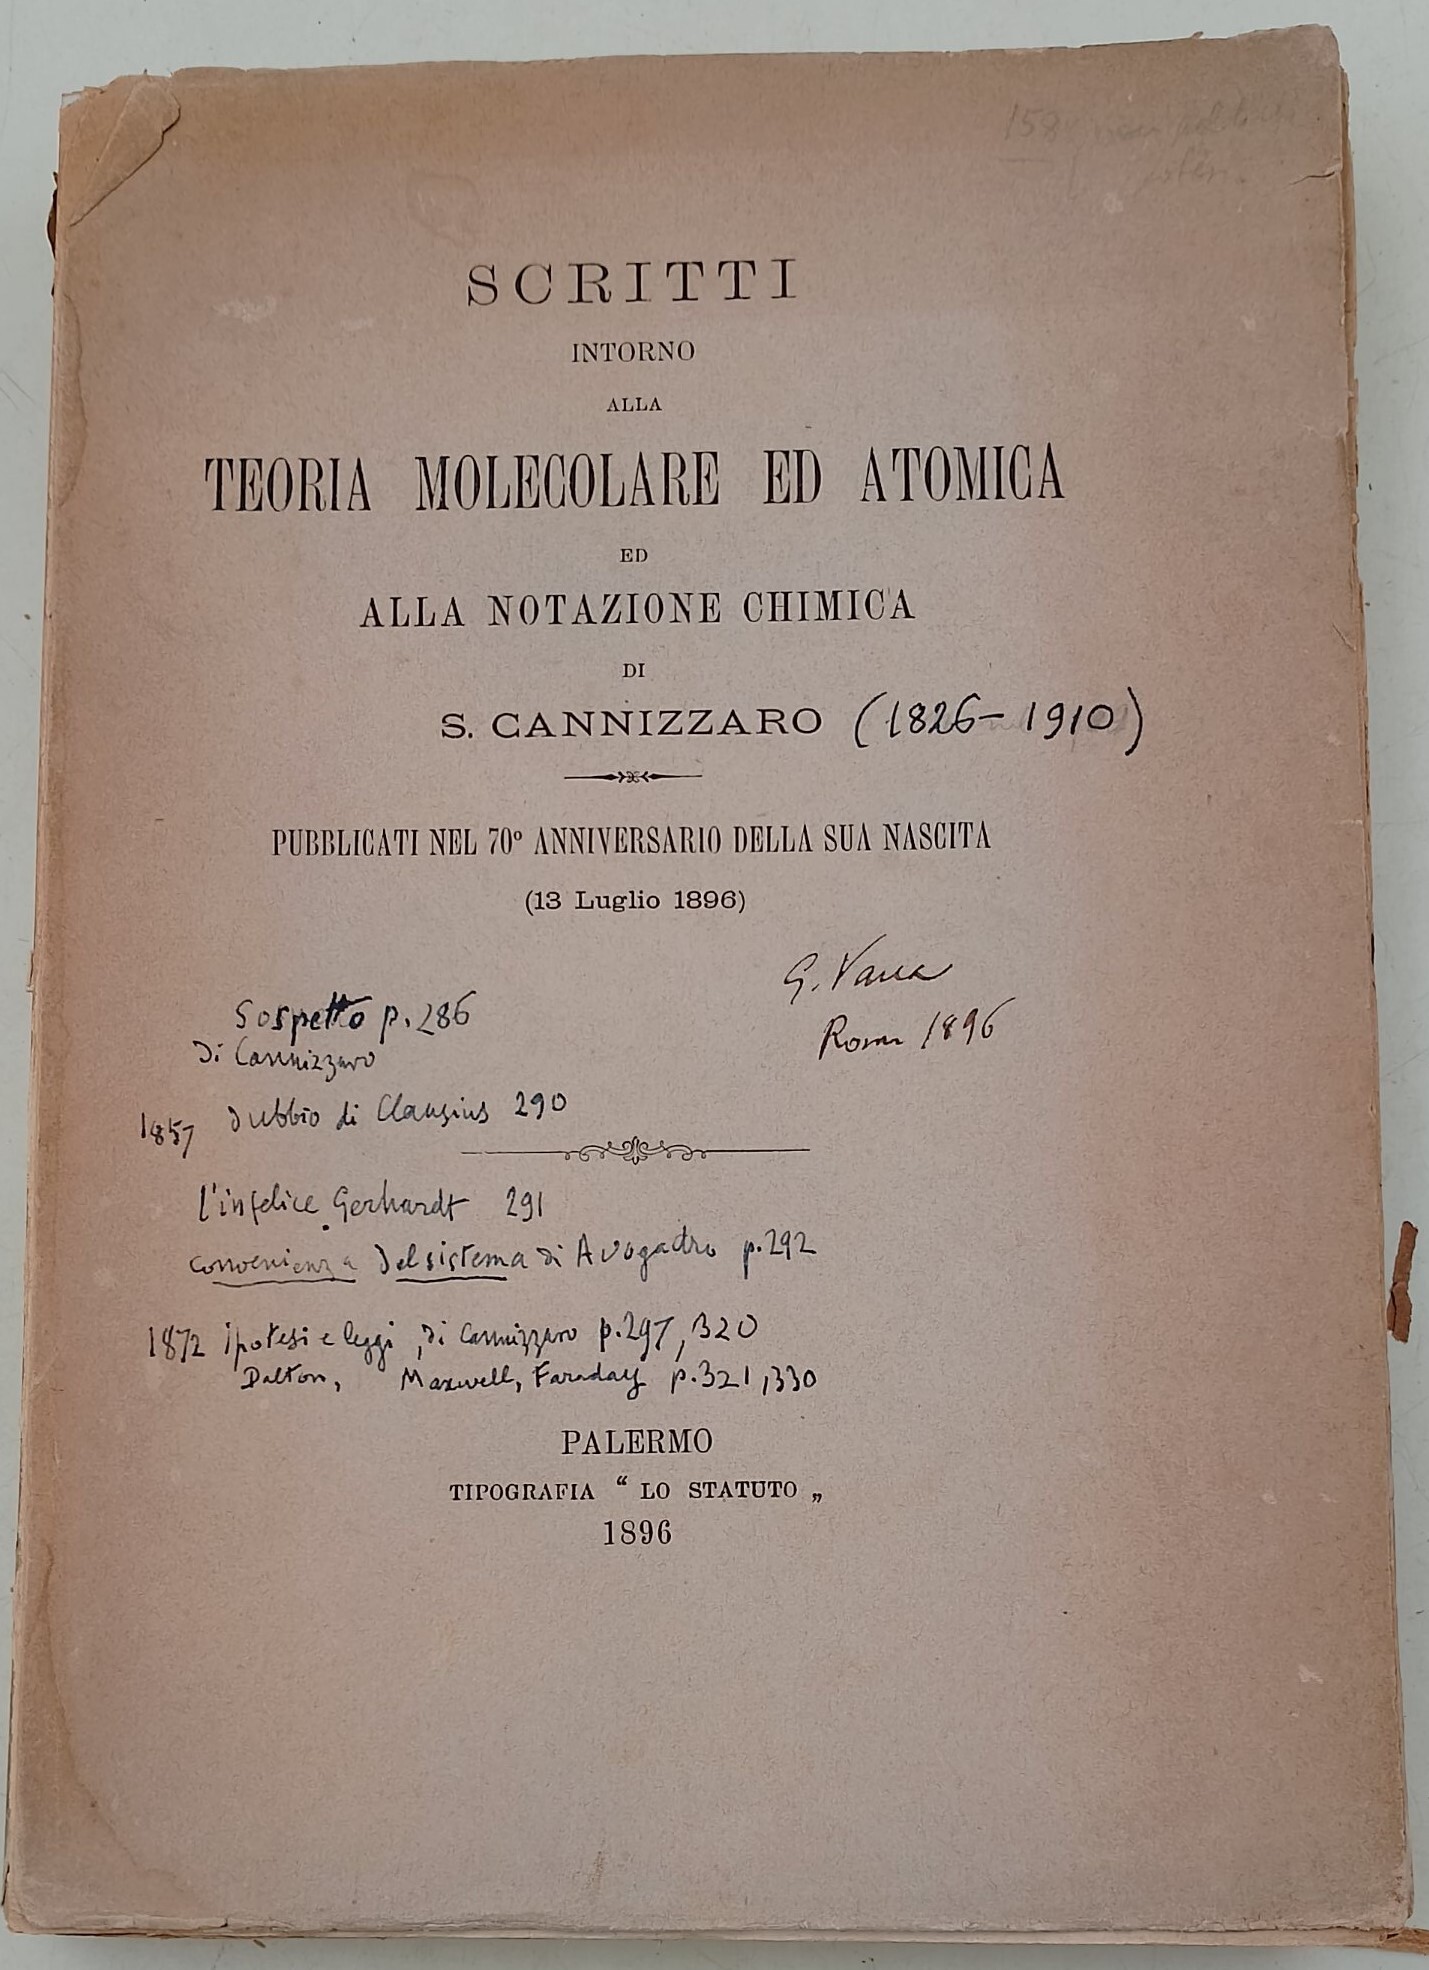 158
SCRITTI
INTORNO
ALLA
TEORIA MOLECOLARE ED ATOMICA
ED
ALLA NOTAZIONE CHIMICA
DI
S. CANNIZZARO (1826-1910)
PUBBLICATI NEL 70º ANNIVERSARIO DELLA SUA NASCITA
(13 Luglio 1896)
G. Vacca
Roma 1896
Sospetto p.286
di Cannizzaro
1857 dubbio di Clausius 290
l'infelice Gerhardt 291
convenienza del sistema di Avogadro p.292
1872 ipotesi e leggi, di Cannizzaro p.297, 320
Dalton, Maxwell, Faraday p.321, 330
PALERMO
TIPOGRAFIA “ LO STATUTO „
1896